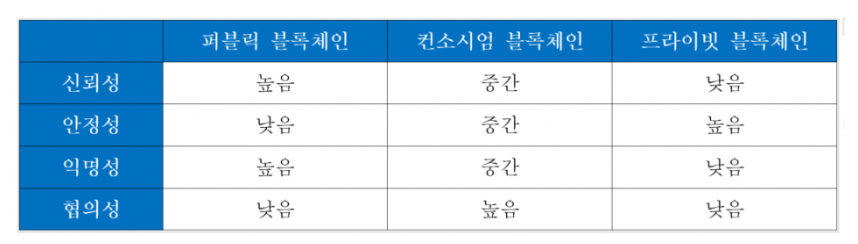 퍼블릭 블록체인 컨소시엄 블록체인 프라이빗 블록체인
신뢰성 높음 중간 낮음
안정성 낮음 중간 높음
익명성 높음 중간 낮음
협의성 낮음 높음 낮음